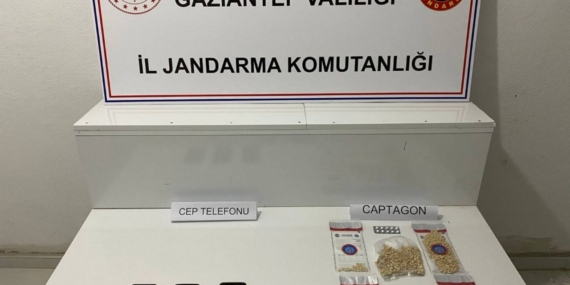 GAZİANTEP VALİLİĞİ
İL JANDARMA KOMUTANLIĞI
CEP TELEFONU
CAPTAGON